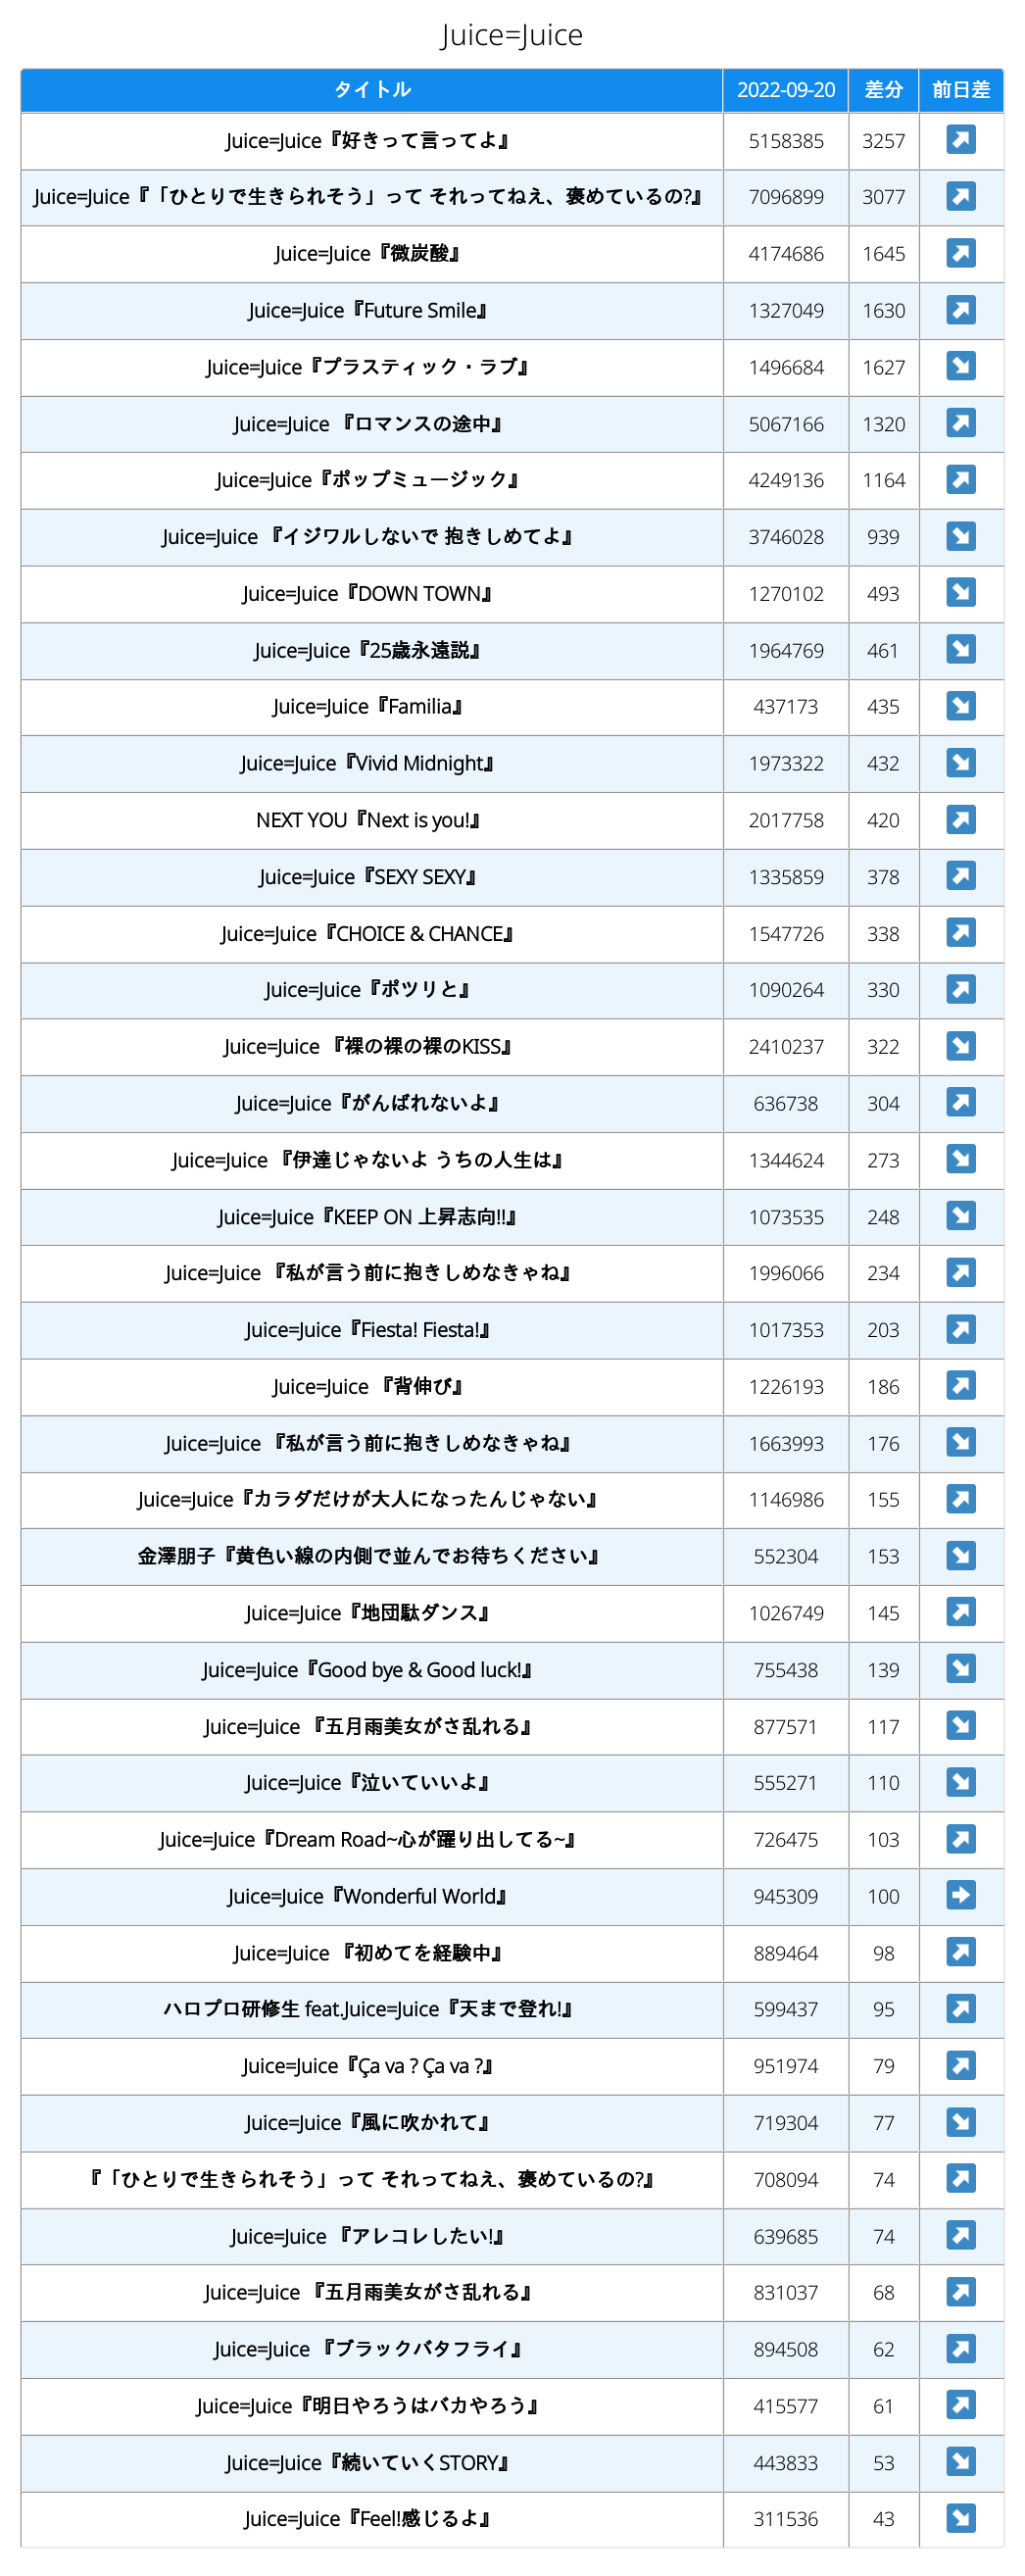 Juice=Juice
タイトル 2022-09-20 差分 前日差
Juice=Juice『好きって言ってよ』 5158385 3257 ↗
Juice=Juice『「ひとりで生きられそう」って それってねえ、褒めているの?』 7096899 3077 ↗
Juice=Juice『微炭酸』 4174686 1645 ↗
Juice=Juice『Future Smile』 1327049 1630 ↗
Juice=Juice『プラスティック・ラブ』 1496684 1627 ↘
Juice=Juice 『ロマンスの途中』 5067166 1320 ↗
Juice=Juice『ポップミュージック』 4249136 1164 ↗
Juice=Juice 『イジワルしないで 抱きしめてよ』 3746028 939 ↘
Juice=Juice『DOWN TOWN』 1270102 493 ↘
Juice=Juice『25歳永遠説』 1964769 461 ↘
Juice=Juice『Familia』 437173 435 ↘
Juice=Juice『Vivid Midnight』 1973322 432 ↘
NEXT YOU『Next is you!』 2017758 420 ↗
Juice=Juice『SEXY SEXY』 1335859 378 ↗
Juice=Juice『CHOICE & CHANCE』 1547726 338 ↗
Juice=Juice『ポツリと』 1090264 330 ↗
Juice=Juice 『裸の裸の裸のKISS』 2410237 322 ↘
Juice=Juice『がんばれないよ』 636738 304 ↗
Juice=Juice 『伊達じゃないよ うちの人生は』 1344624 273 ↘
Juice=Juice『KEEP ON 上昇志向!!』 1073535 248 ↘
Juice=Juice 『私が言う前に抱きしめなきゃね』 1996066 234 ↗
Juice=Juice『Fiesta! Fiesta!』 1017353 203 ↗
Juice=Juice 『背伸び』 1226193 186 ↗
Juice=Juice 『私が言う前に抱きしめなきゃね』 1663993 176 ↘
Juice=Juice『カラダだけが大人になったんじゃない』 1146986 155 ↗
金澤朋子『黄色い線の内側で並んでお待ちください』 552304 153 ↘
Juice=Juice『地団駄ダンス』 1026749 145 ↗
Juice=Juice『Good bye & Good luck!』 755438 139 ↘
Juice=Juice 『五月雨美女がさ乱れる』 877571 117 ↘
Juice=Juice『泣いていいよ』 555271 110 ↘
Juice=Juice『Dream Road~心が躍り出してる~』 726475 103 ↗
Juice=Juice『Wonderful World』 945309 100 ➡
Juice=Juice 『初めてを経験中』 889464 98 ↗
ハロプロ研修生 feat.Juice=Juice『天まで登れ!』 599437 95 ↗
Juice=Juice『Ça va ? Ça va ?』 951974 79 ↗
Juice=Juice『風に吹かれて』 719304 77 ↘
『「ひとりで生きられそう」って それってねえ、褒めているの?』 708094 74 ↗
Juice=Juice 『アレコレしたい!』 639685 74 ↗
Juice=Juice 『五月雨美女がさ乱れる』 831037 68 ↗
Juice=Juice 『ブラックバタフライ』 894508 62 ↗
Juice=Juice『明日やろうはバカやろう』 415577 61 ↗
Juice=Juice『続いていくSTORY』 443833 53 ↘
Juice=Juice『Feel!感じるよ』 311536 43 ↘